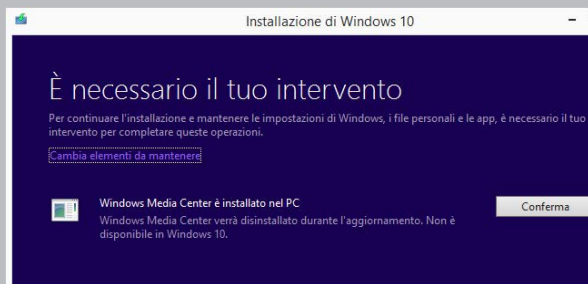 Installazione di Windows 10
È necessario il tuo intervento
Per continuare l'installazione e mantenere le impostazioni di Windows, i file personali e le app, è necessario il tuo
intervento per completare queste operazioni.
Cambia elementi da mantenere
Windows Media Center è installato nel PC
Conferma
Windows Media Center verrà disinstallato durante l'aggiornamento. Non è
disponibile in Windows 10.